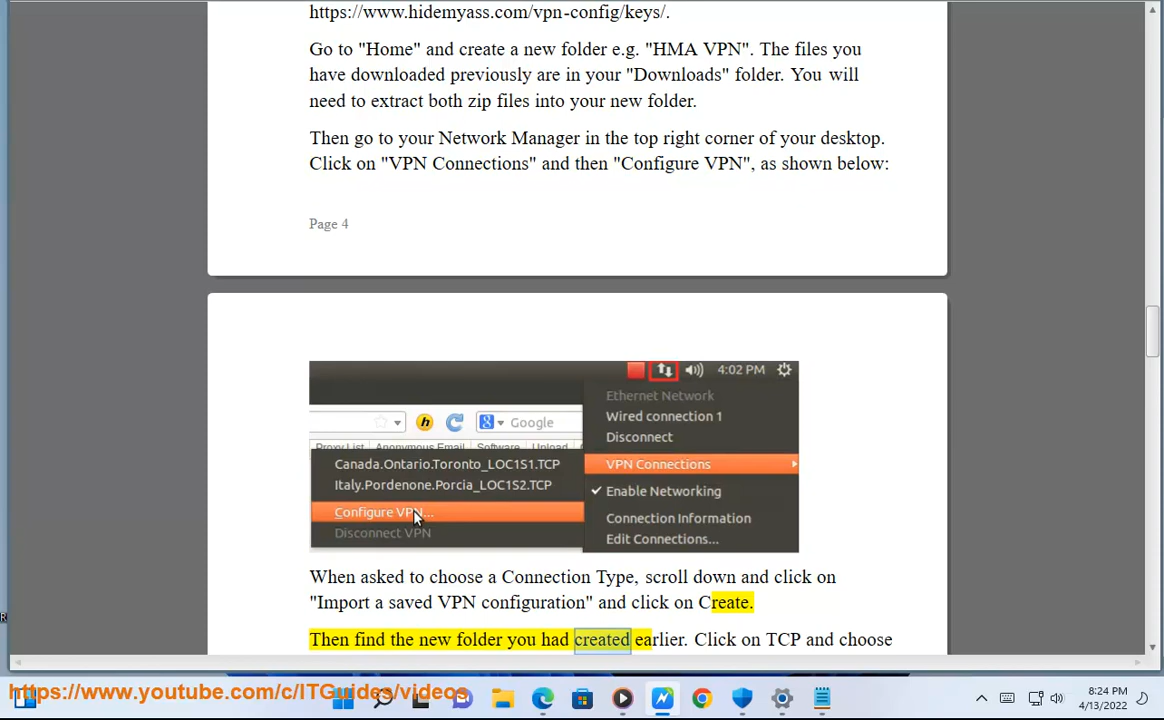 https://www.hidemyass.com/vpn-config/keys/.
Go to "Home" and create a new folder e.g. "HMA VPN". The files you
have downloaded previously are in your "Downloads" folder. You will
need to extract both zip files into your new folder.
Then go to your Network Manager in the top right corner of your desktop.
Click on "VPN Connections" and then "Configure VPN", as shown below:
Page 4
4:02 PM
Ethernet Network
Google
Wired connection 1
Proxy List Anonymous Email Software Upload
Disconnect
Canada.Ontario.Toronto_LOC1S1.TCP
VPN Connections
Italy.Pordenone.Porcia_LOC1S2.TCP
Enable Networking
Configure VPN...
Connection Information
Disconnect VPN
Edit Connections...
When asked to choose a Connection Type, scroll down and click on
"Import a saved VPN configuration" and click on Create.
Then find the new folder you had created earlier. Click on TCP and choose
https://www.youtube.com/c/ITGuides/videos
8:24 PM
4/13/2022